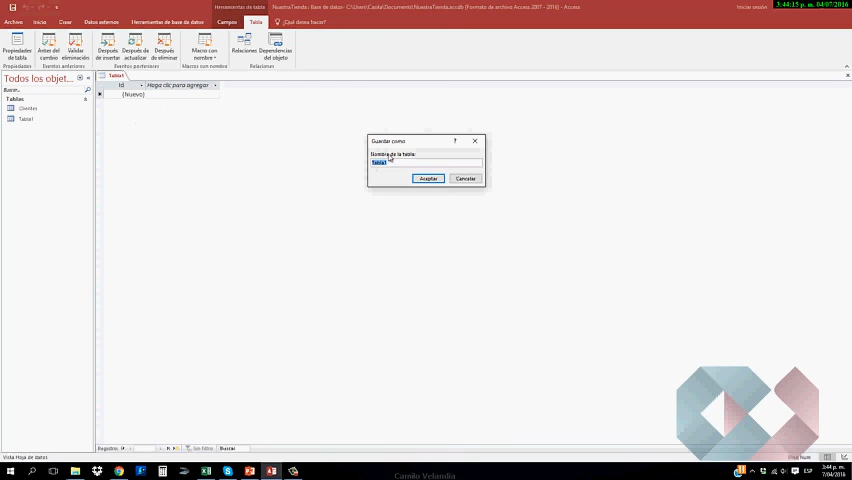 Herramientas de tabla
NuestraTienda : Base de datos- C:\Users\Casita\Documents\NuestraTienda.accdb (Formato de archivo Access 2007 - 2016) - Access
Iniciar sesión
3:44:15 p. m. 04/07/2016
Archivo Inicio Crear Datos externos Herramientas de base de datos Campos Tabla ¿Qué desea hacer?
Propiedades de tabla
Antes del cambio
Validar eliminación
Después de insertar
Después de actualizar
Después de eliminar
Macro con nombre
Relaciones
Dependencias del objeto
Propiedades Eventos anteriores Eventos posteriores Macros con nombre Relaciones
Todos los objet...
Buscar...
Tablas
Clientes
Tabla1
Tabla1
Id Haga clic para agregar
(Nuevo)
Guardar como ?
Nombre de la tabla:
Tabla1
Aceptar Cancelar
Registro: Sin filtro Buscar
Vista Hoja de datos
Num
ESP
3:44 p. m.
7/04/2016
Camilo Velandia